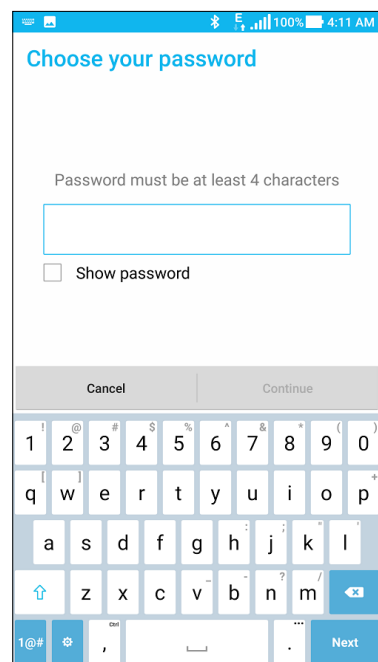 E 100% 4:11 AM
Choose your password
Password must be at least 4 characters
Show password
Cancel Continue
! @ # $ % ^ & * ( )
1 2 3 4 5 6 7 8 9 0
[ ] +
q w e r t y u i o p
: ; " '
a s d f g h j k l
_ - ? /
z x c v b n m
Ctrl ...
1@# , . Next